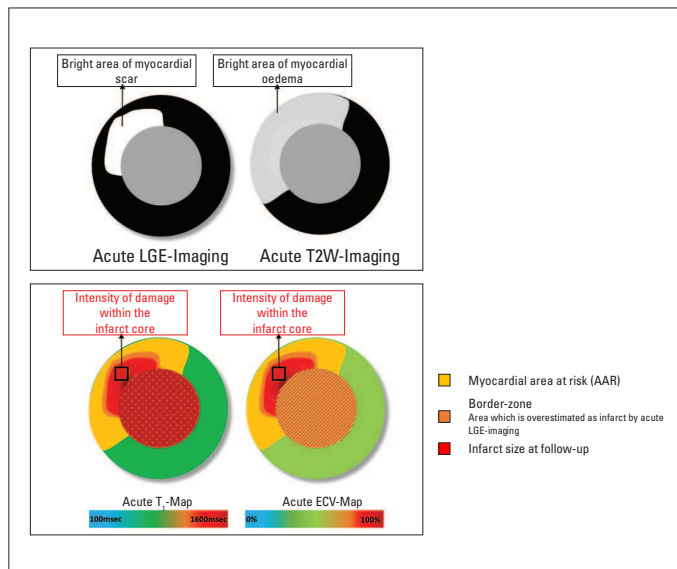 Bright area of myocardial
scar
Bright area of myocardial
oedema
Acute LGE-Imaging
Acute T2W-Imaging
Intensity of damage
within the
infarct core
Intensity of damage
within the
infarct core
Acute T1-Map
100msec
1600msec
Acute ECV-Map
0%
100%
Myocardial area at risk (AAR)
Border-zone
Area which is overestimated as infarct by acute
LGE-imaging
Infarct size at follow-up